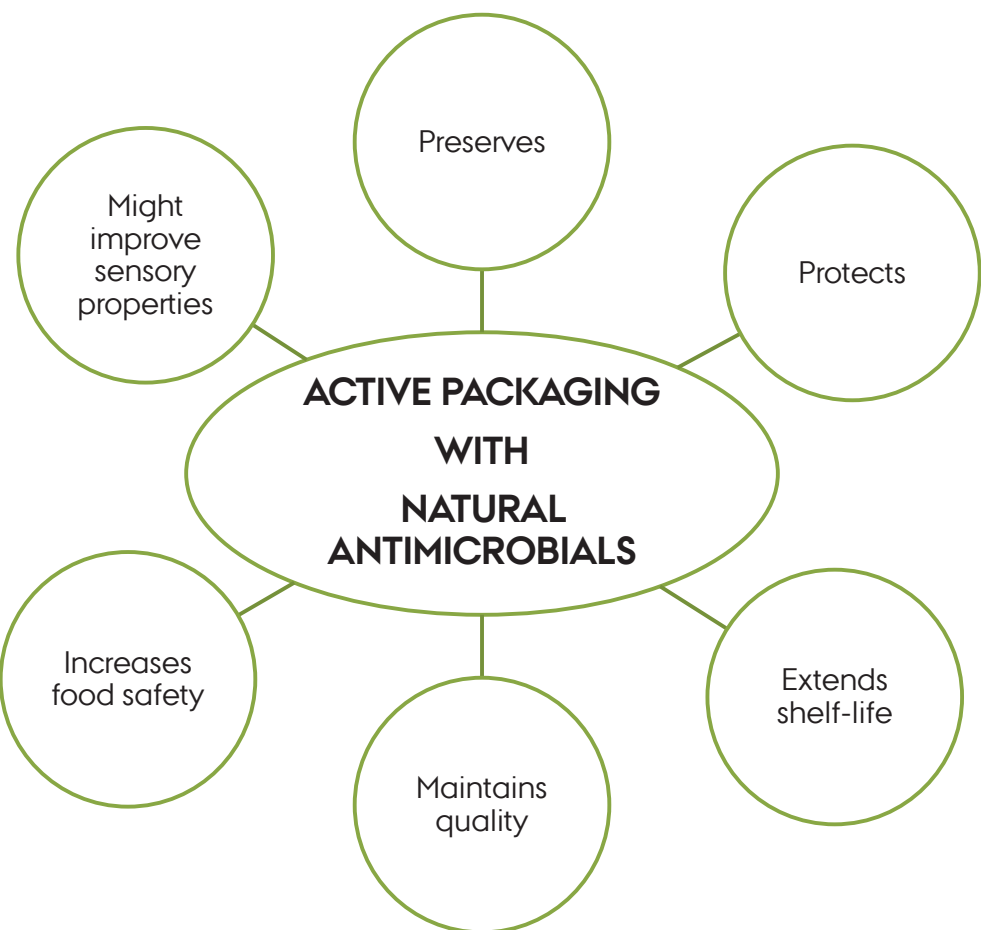 Preserves
Might
improve
sensory
properties
Protects
ACTIVE PACKAGING
WITH
NATURAL
ANTIMICROBIALS
Increases
food safety
Extends
shelf-life
Maintains
quality